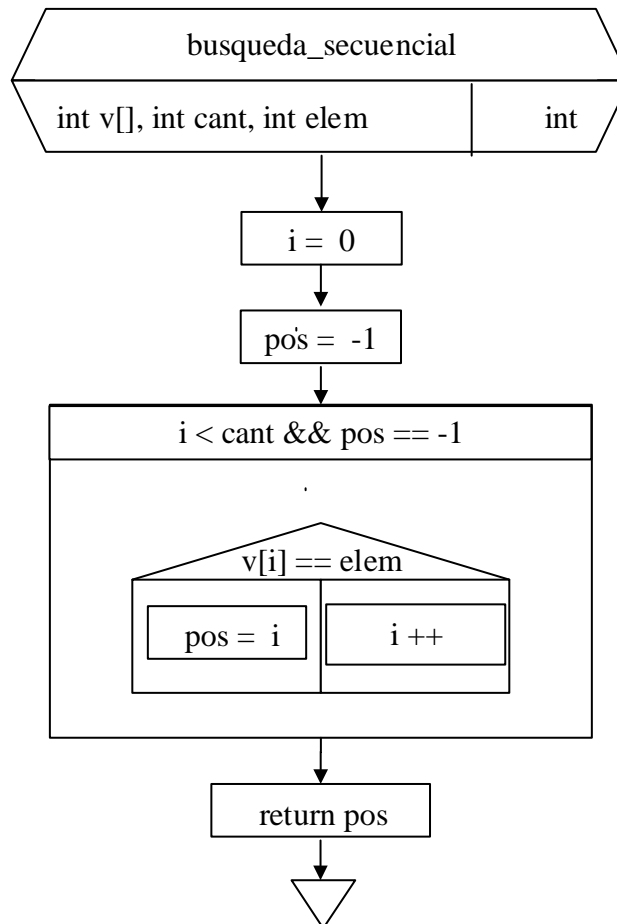 busqueda_secuencial
int v[], int cant, int elem int
i = 0
pos = -1
i < cant && pos == -1
v[i] == elem
pos = i i ++
return pos